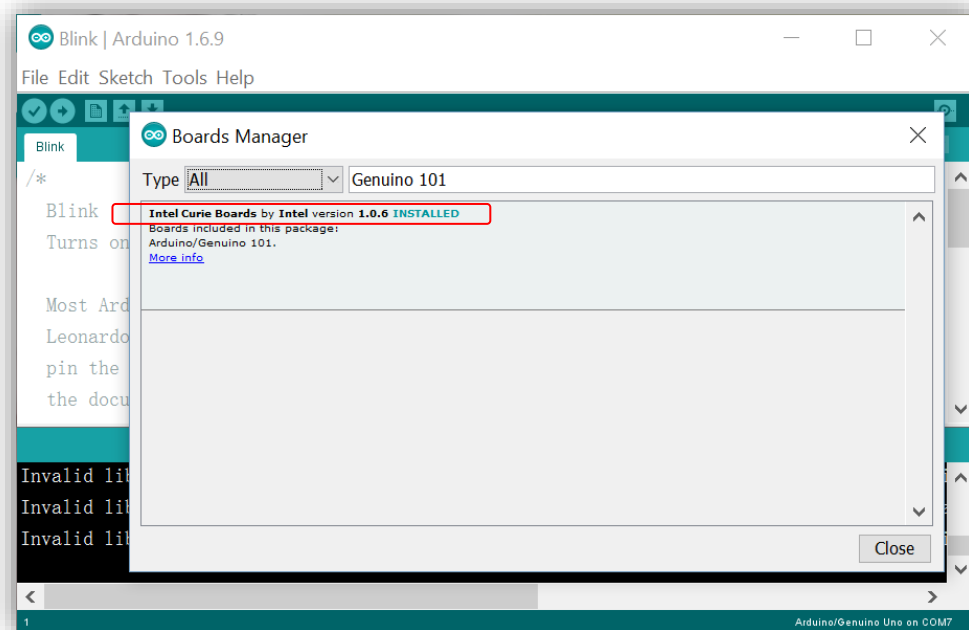 Blink | Arduino 1.6.9
File Edit Sketch Tools Help
Blink
Boards Manager
Type All Genuino 101
Intel Curie Boards by Intel version 1.0.6 INSTALLED
Boards included in this package:
Arduino/Genuino 101.
More info
Close
/*
Blink
Turns on
Most Ard
Leonardo
pin the
the docu
Invalid lib
Invalid lib
Invalid lib
1
Arduino/Genuino Uno on COM7